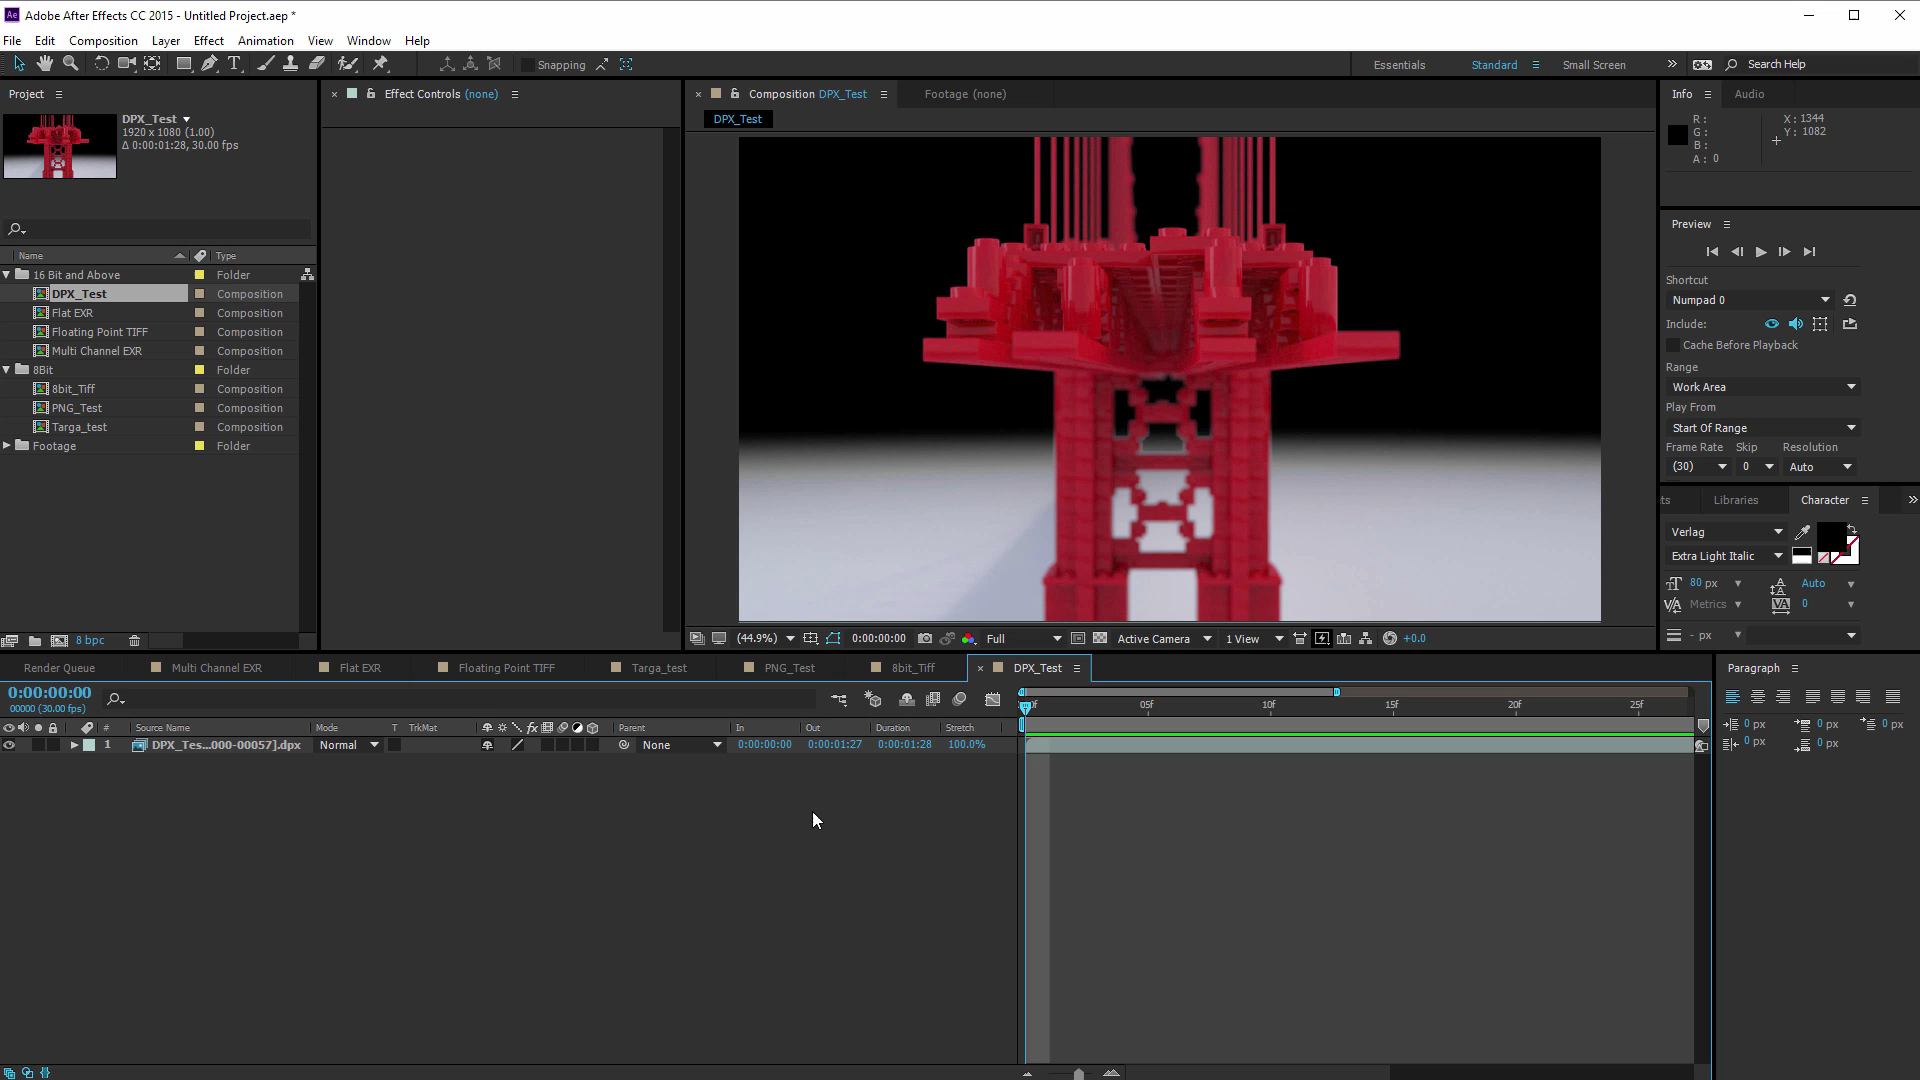 Adobe After Effects CC 2015 - Untitled Project.aep *
File Edit Composition Layer Effect Animation View Window Help
Snapping Essentials Standard Small Screen Search Help
Project
DPX_Test
1920 x 1080 (1.00)
Δ 0:00:01:28, 30.00 fps
Name Type
16 Bit and Above Folder
DPX_Test Composition
Flat EXR Composition
Floating Point TIFF Composition
Multi Channel EXR Composition
8Bit Folder
8bit_Tiff Composition
PNG_Test Composition
Targa_test Composition
Footage Folder
8 bpc
Effect Controls (none)
Composition DPX_Test Footage (none)
DPX_Test
(44.9%) 0:00:00:00 Full Active Camera 1 View +0.0
Info Audio
R :
G :
B :
A : 0
X : 1344
Y : 1082
Preview
Shortcut
Numpad 0
Include:
Cache Before Playback
Range
Work Area
Play From
Start Of Range
Frame Rate Skip Resolution
(30) 0 Auto
ts Libraries Character
Verlag
Extra Light Italic
80 px Auto
Metrics 0
- px
Render Queue Multi Channel EXR Flat EXR Floating Point TIFF Targa_test PNG_Test 8bit_Tiff DPX_Test
0:00:00:00
00000 (30.00 fps)
# Source Name Mode T TrkMat fx Parent In Out Duration Stretch
1 DPX_Tes...000-00057].dpx Normal None 0:00:00:00 0:00:01:27 0:00:01:28 100.0%
0f 05f 10f 15f 20f 25f
Paragraph
0 px 0 px 0 px
0 px 0 px